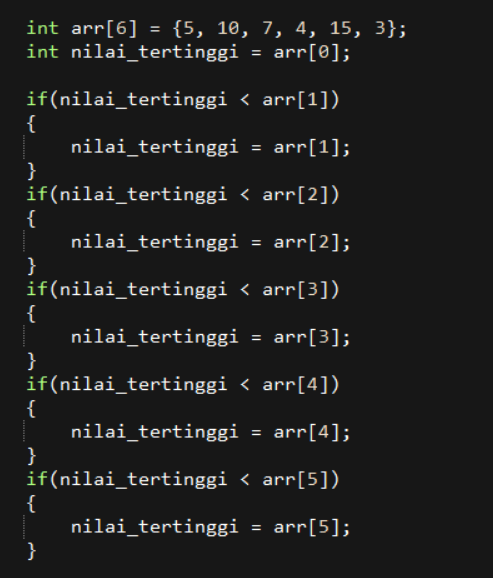 int arr[6] = {5, 10, 7, 4, 15, 3};
int nilai_tertinggi = arr[0];
if(nilai_tertinggi < arr[1])
{
nilai_tertinggi = arr[1];
}
if(nilai_tertinggi < arr[2])
{
nilai_tertinggi = arr[2];
}
if(nilai_tertinggi < arr[3])
{
nilai_tertinggi = arr[3];
}
if(nilai_tertinggi < arr[4])
{
nilai_tertinggi = arr[4];
}
if(nilai_tertinggi < arr[5])
{
nilai_tertinggi = arr[5];
}